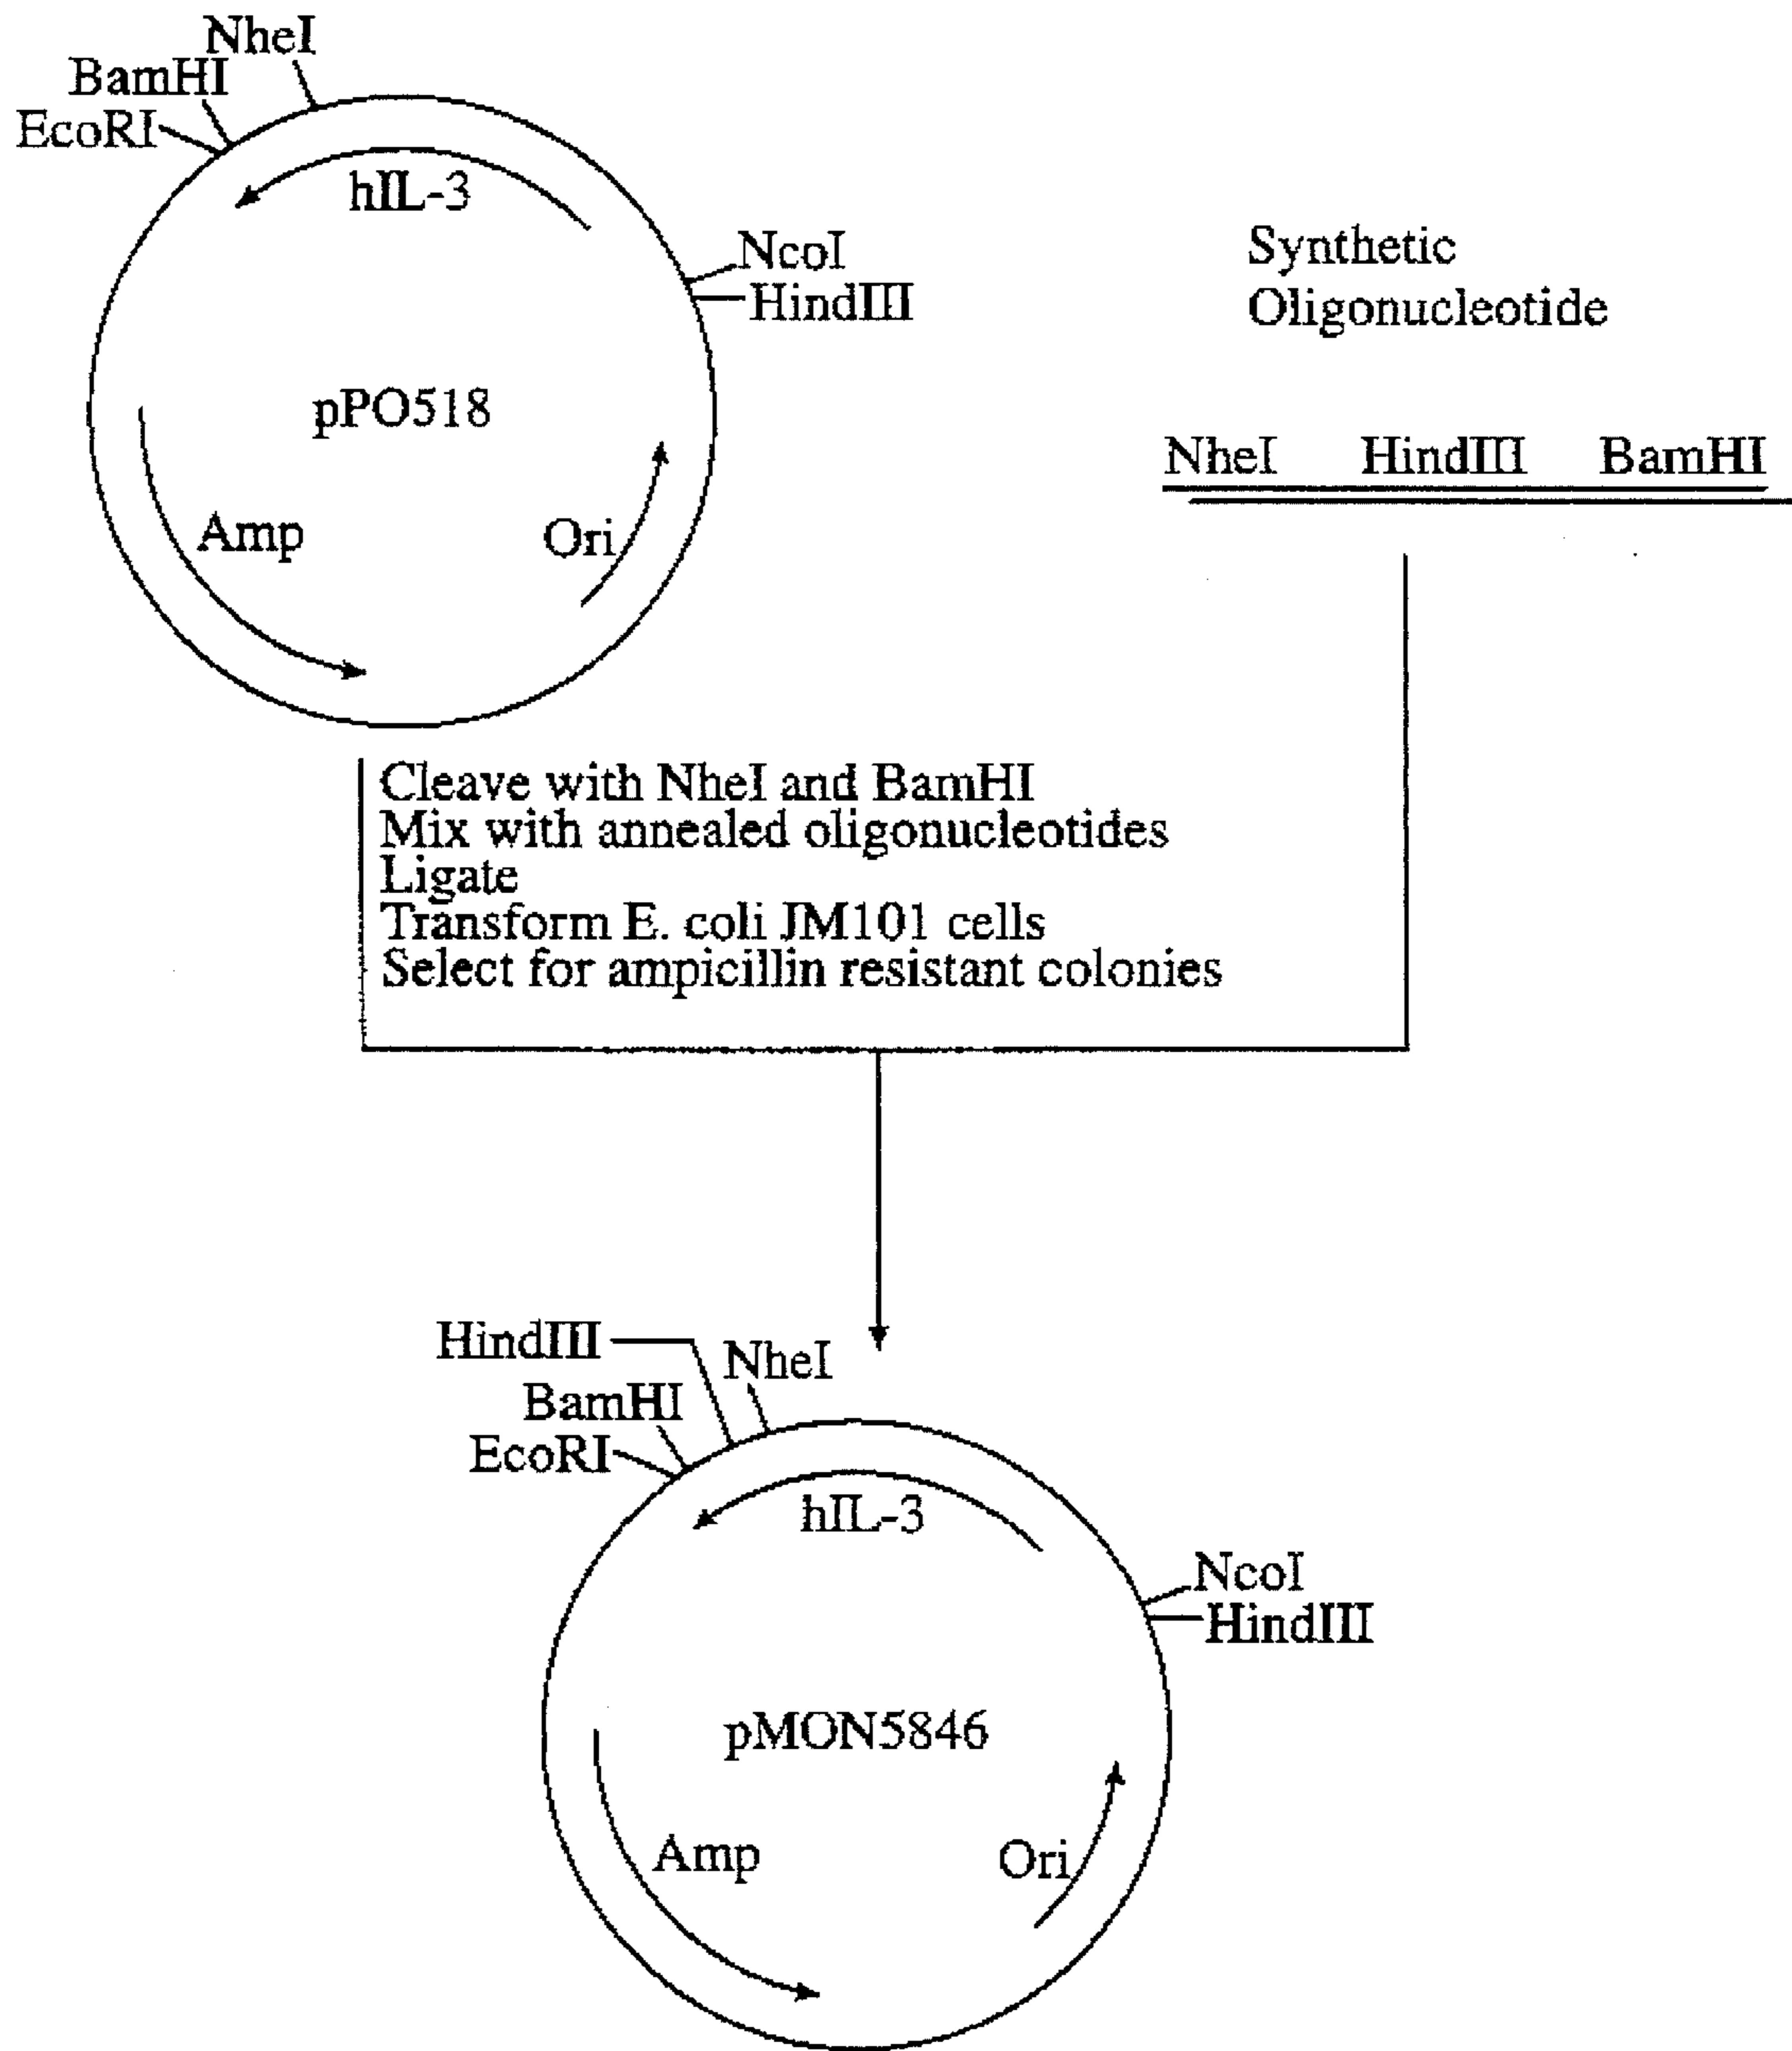 NheI
BamHI
EcoRI
hIL-3
NcoI
HindIII
pPO518
Amp
Ori
Synthetic
Oligonucleotide
NheI HindIII BamHI
Cleave with NheI and BamHI
Mix with annealed oligonucleotides
Ligate
Transform E. coli JM101 cells
Select for ampicillin resistant colonies
HindIII
NheI
BamHI
EcoRI
hIL-3
NcoI
HindIII
pMON5846
Amp
Ori